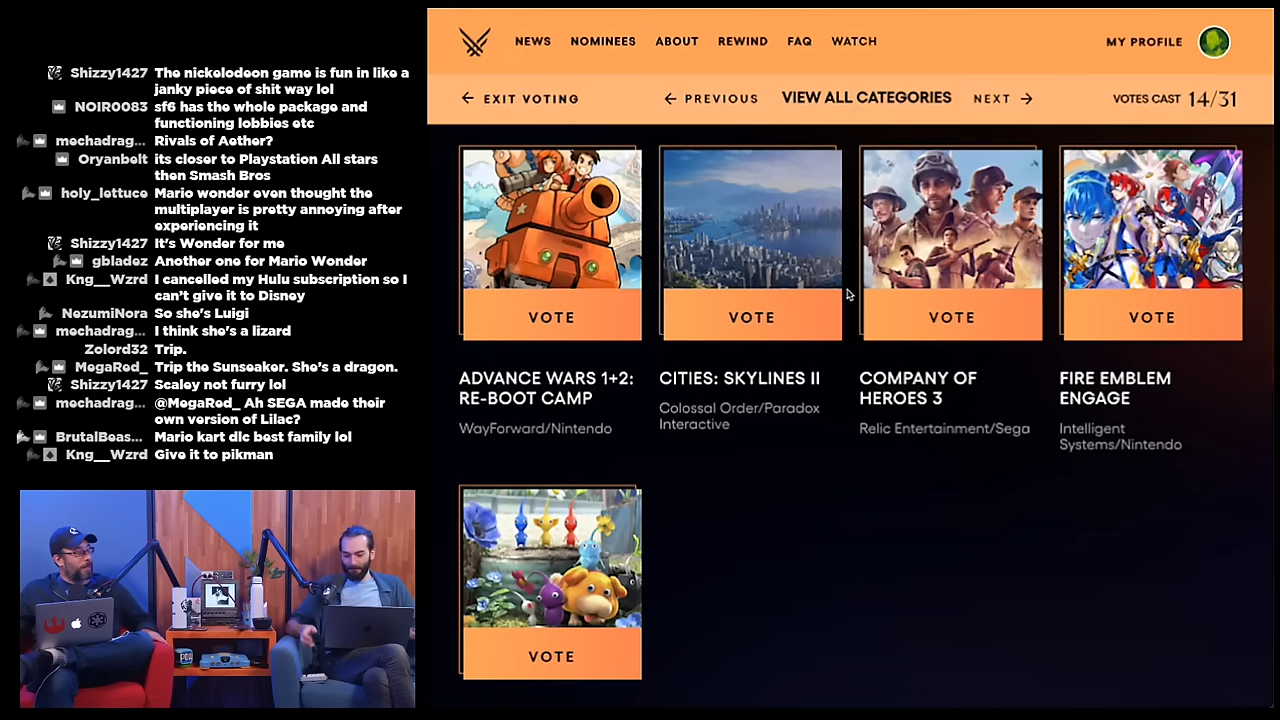 Shizzy1427 The nickelodeon game is fun in like a
janky piece of shit way lol
NOIR0083 sf6 has the whole package and
functioning lobbies etc
mechadrag... Rivals of Aether?
Oryanbelt its closer to Playstation All stars
then Smash Bros
holy_lettuce Mario wonder even thought the
multiplayer is pretty annoying after
experiencing it
Shizzy1427 It's Wonder for me
gbladez Another one for Mario Wonder
Kng__Wzrd I cancelled my Hulu subscription so I
can't give it to Disney
NezumiNora So she's Luigi
mechadrag... I think she's a lizard
Zolord32 Trip.
MegaRed_ Trip the Sunseaker. She's a dragon.
Shizzy1427 Scaley not furry lol
mechadrag... @MegaRed_ Ah SEGA made their
own version of Lilac?
BrutalBeas... Mario kart dlc best family lol
Kng__Wzrd Give it to pikman
NEWS NOMINEES ABOUT REWIND FAQ WATCH
MY PROFILE
← EXIT VOTING
← PREVIOUS VIEW ALL CATEGORIES NEXT →
VOTES CAST 14/31
VOTE VOTE VOTE VOTE
ADVANCE WARS 1+2:
RE-BOOT CAMP
WayForward/Nintendo
CITIES: SKYLINES II
Colossal Order/Paradox
Interactive
COMPANY OF
HEROES 3
Relic Entertainment/Sega
FIRE EMBLEM
ENGAGE
Intelligent
Systems/Nintendo
VOTE
POW